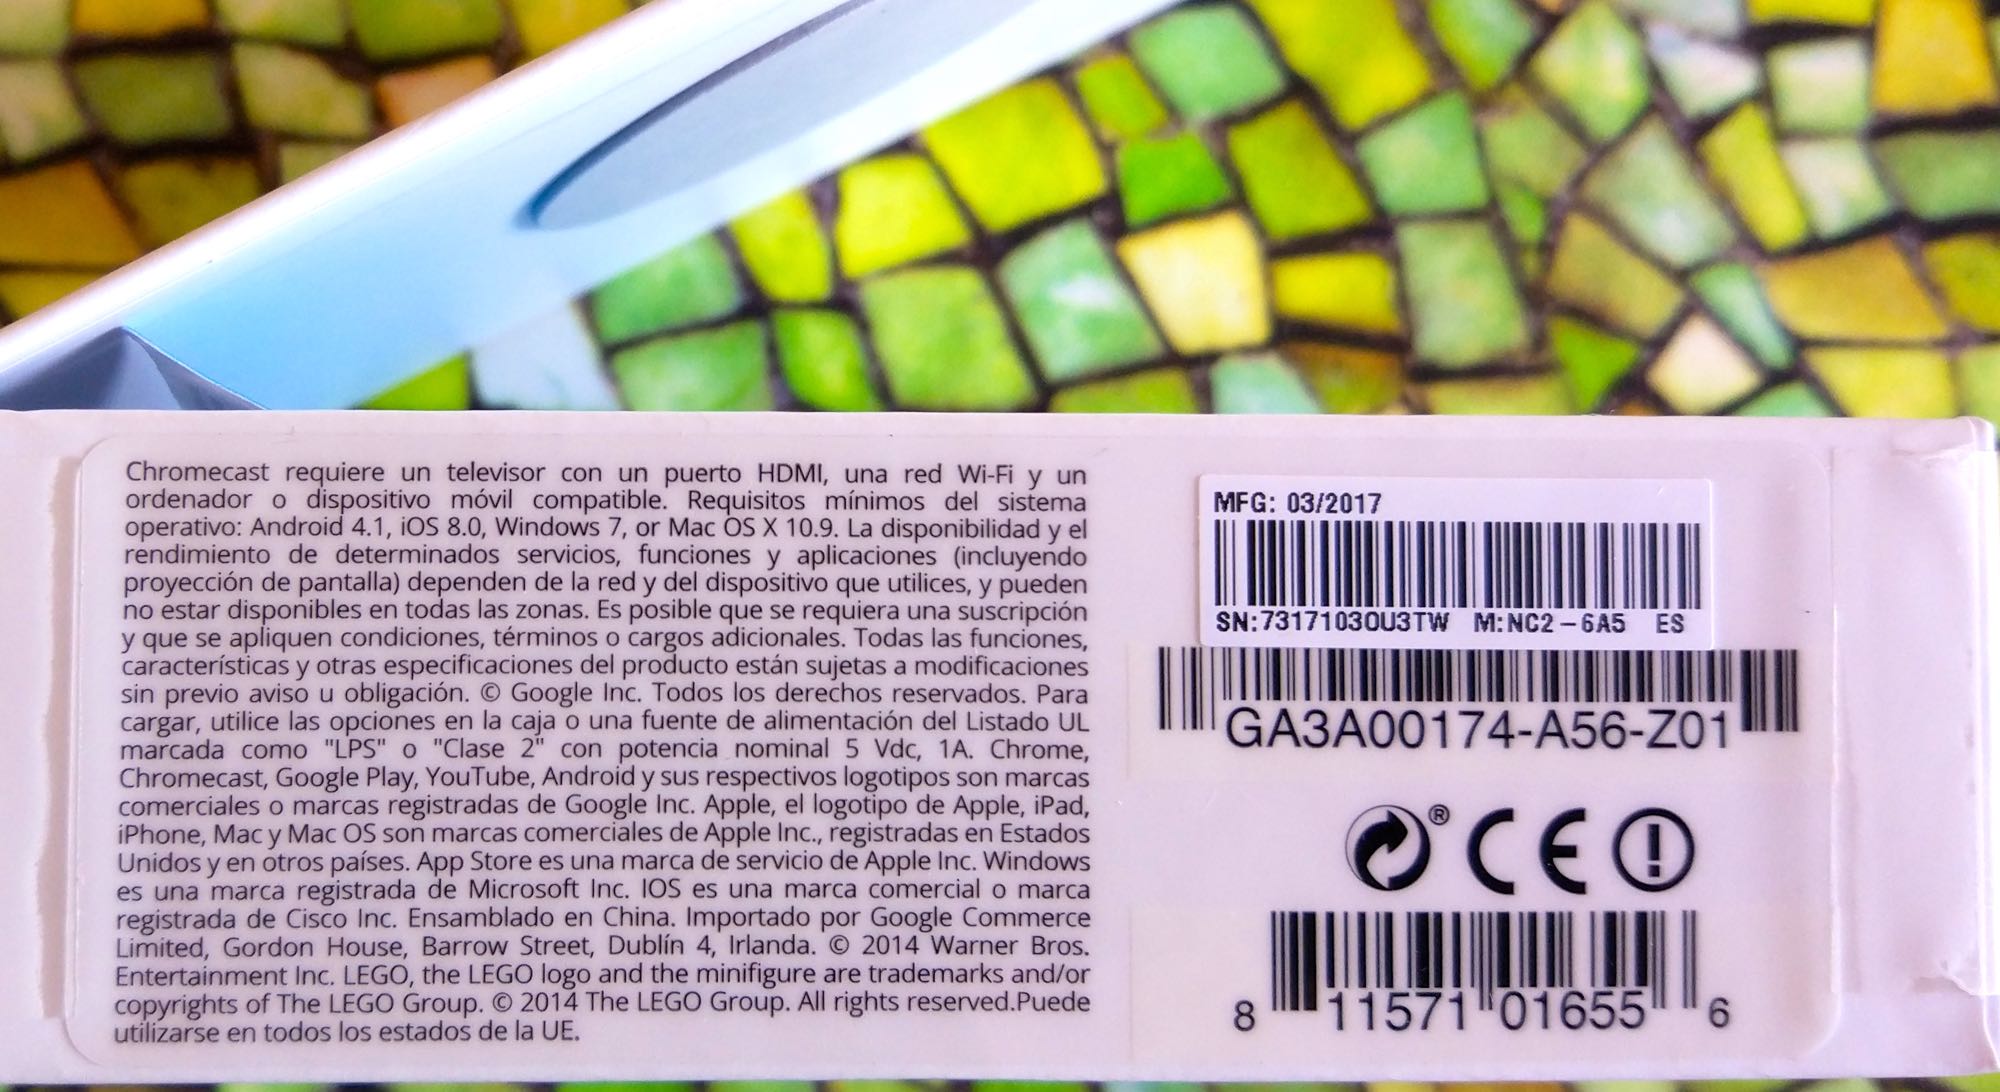 Chromecast requiere un televisor con un puerto HDMI, una red Wi-Fi y un
ordenador o dispositivo móvil compatible. Requisitos mínimos del sistema
operativo: Android 4.1, iOS 8.0, Windows 7, or Mac OS X 10.9. La disponibilidad y el
rendimiento de determinados servicios, funciones y aplicaciones (incluyendo
proyección de pantalla) dependen de la red y del dispositivo que utilices, y pueden
no estar disponibles en todas las zonas. Es posible que se requiera una suscripción
y que se apliquen condiciones, términos o cargos adicionales. Todas las funciones,
características y otras especificaciones del producto están sujetas a modificaciones
sin previo aviso u obligación. © Google Inc. Todos los derechos reservados. Para
cargar, utilice las opciones en la caja o una fuente de alimentación del Listado UL
marcada como "LPS" o "Clase 2" con potencia nominal 5 Vdc, 1A. Chrome,
Chromecast, Google Play, YouTube, Android y sus respectivos logotipos son marcas
comerciales o marcas registradas de Google Inc. Apple, el logotipo de Apple, iPad,
iPhone, Mac y Mac OS son marcas comerciales de Apple Inc., registradas en Estados
Unidos y en otros países. App Store es una marca de servicio de Apple Inc. Windows
es una marca registrada de Microsoft Inc. IOS es una marca comercial o marca
registrada de Cisco Inc. Ensamblado en China. Importado por Google Commerce
Limited, Gordon House, Barrow Street, Dublín 4, Irlanda. © 2014 Warner Bros.
Entertainment Inc. LEGO, the LEGO logo and the minifigure are trademarks and/or
copyrights of The LEGO Group. © 2014 The LEGO Group. All rights reserved.Puede
utilizarse en todos los estados de la UE.
MFG: 03/2017
SN:7317103OU3TW M:NC2-6A5 ES
GA3A00174-A56-Z01
® CE
8 11571 01655 6